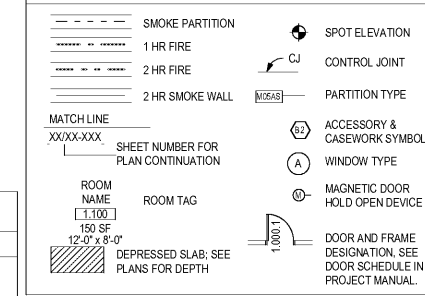 SMOKE PARTITION
1 HR FIRE
2 HR FIRE
2 HR SMOKE WALL
MATCH LINE
XX/XX-XXX
SHEET NUMBER FOR
PLAN CONTINUATION
ROOM
NAME
1.100
150 SF
12'-0" x 8'-0"
ROOM TAG
DEPRESSED SLAB; SEE
PLANS FOR DEPTH
SPOT ELEVATION
CJ
CONTROL JOINT
M05AS
PARTITION TYPE
B2
ACCESSORY &
CASEWORK SYMBOL
A
WINDOW TYPE
M
MAGNETIC DOOR
HOLD OPEN DEVICE
1.000.1
DOOR AND FRAME
DESIGNATION, SEE
DOOR SCHEDULE IN
PROJECT MANUAL.